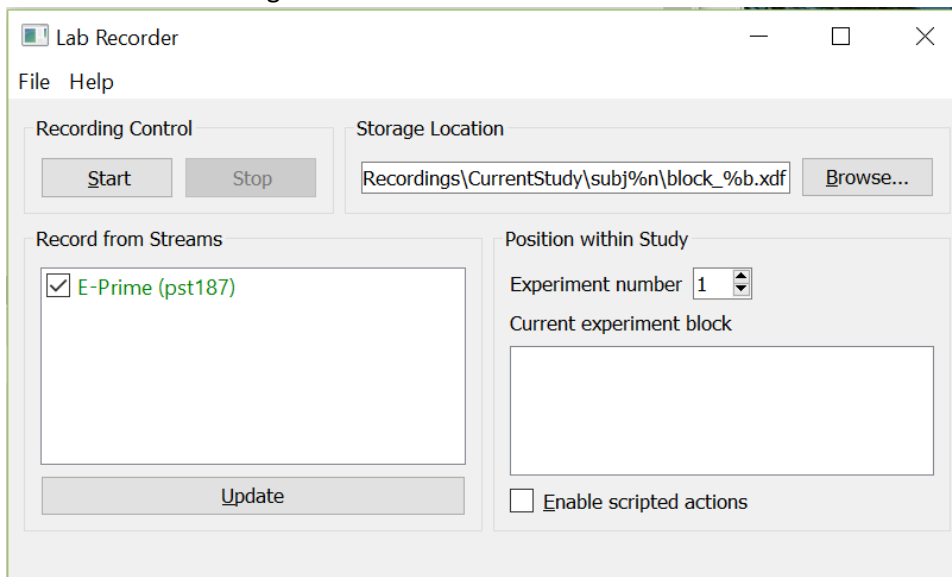 Lab Recorder
File Help
Recording Control
Start Stop
Storage Location
Recordings\CurrentStudy\subj%n\block_%b.xdf Browse...
Record from Streams
E-Prime (pst187)
Update
Position within Study
Experiment number 1
Current experiment block
Enable scripted actions